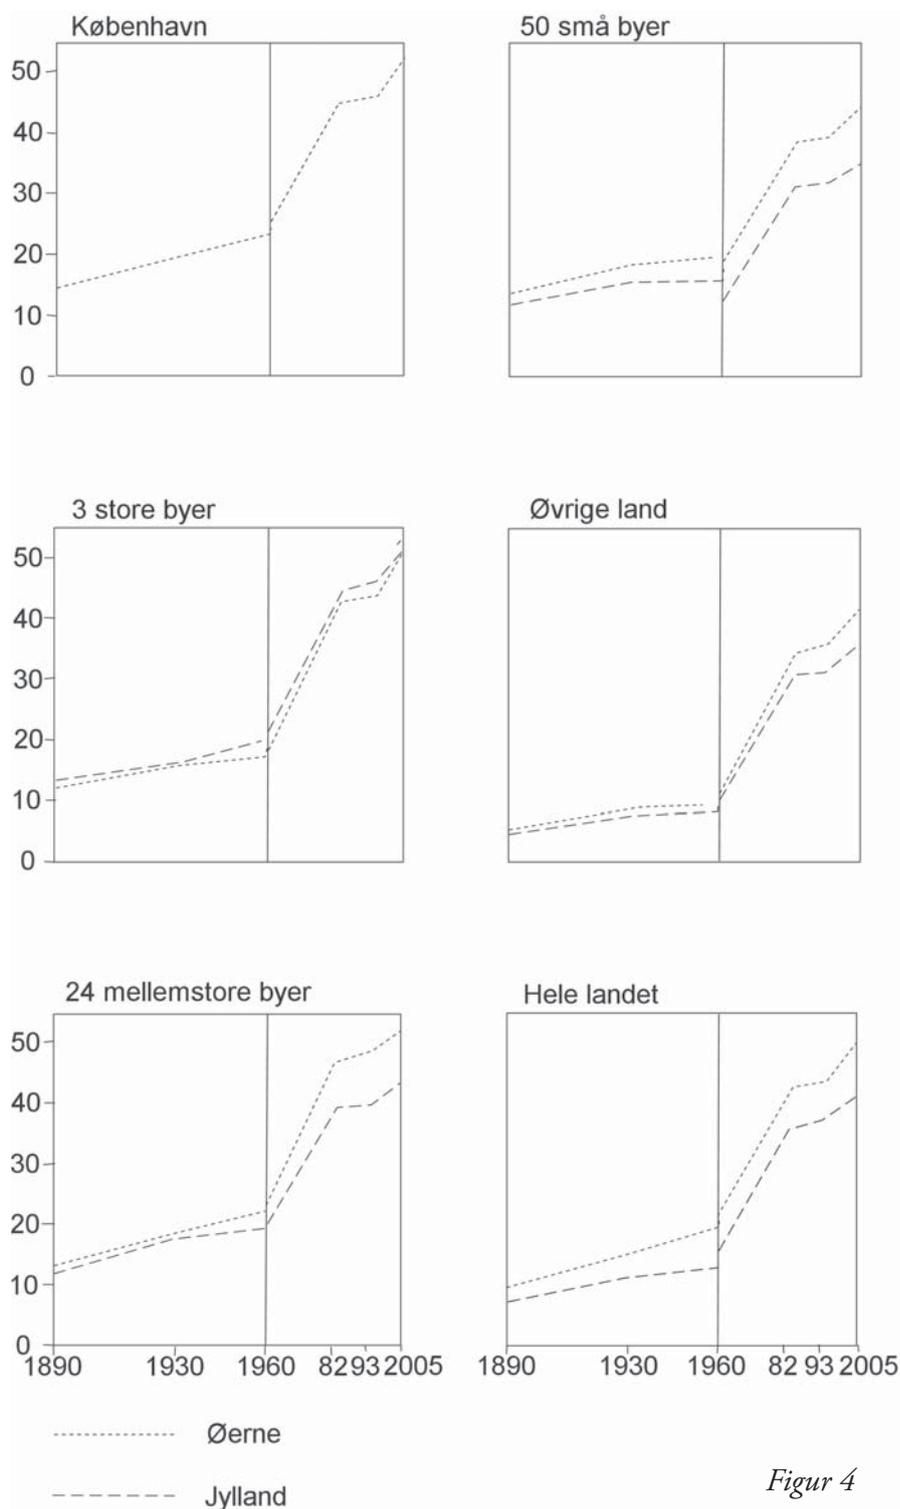 København
50
40
30
20
10
0
50 små byer
3 store byer
50
40
30
20
10
0
Øvrige land
24 mellemstore byer
50
40
30
20
10
0
1890 1930 1960 82 93 2005
Hele landet
1890 1930 1960 82 93 2005
Øerne
Jylland
Figur 4